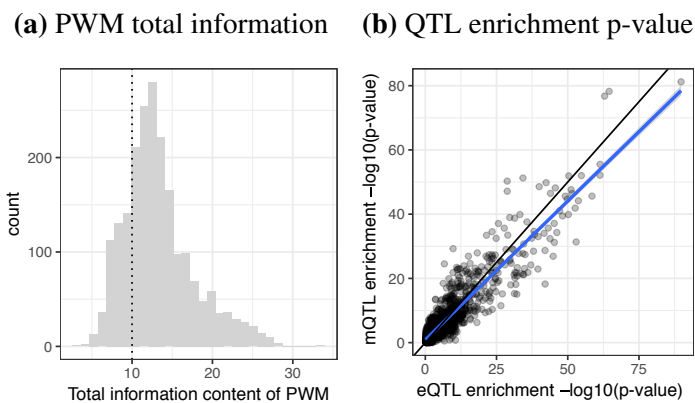 (a) PWM total information
(b) QTL enrichment p-value
count
200
100
0
10
20
30
Total information content of PWM
mQTL enrichment −log10(p-value)
80
60
40
20
0
0
25
50
75
eQTL enrichment −log10(p-value)